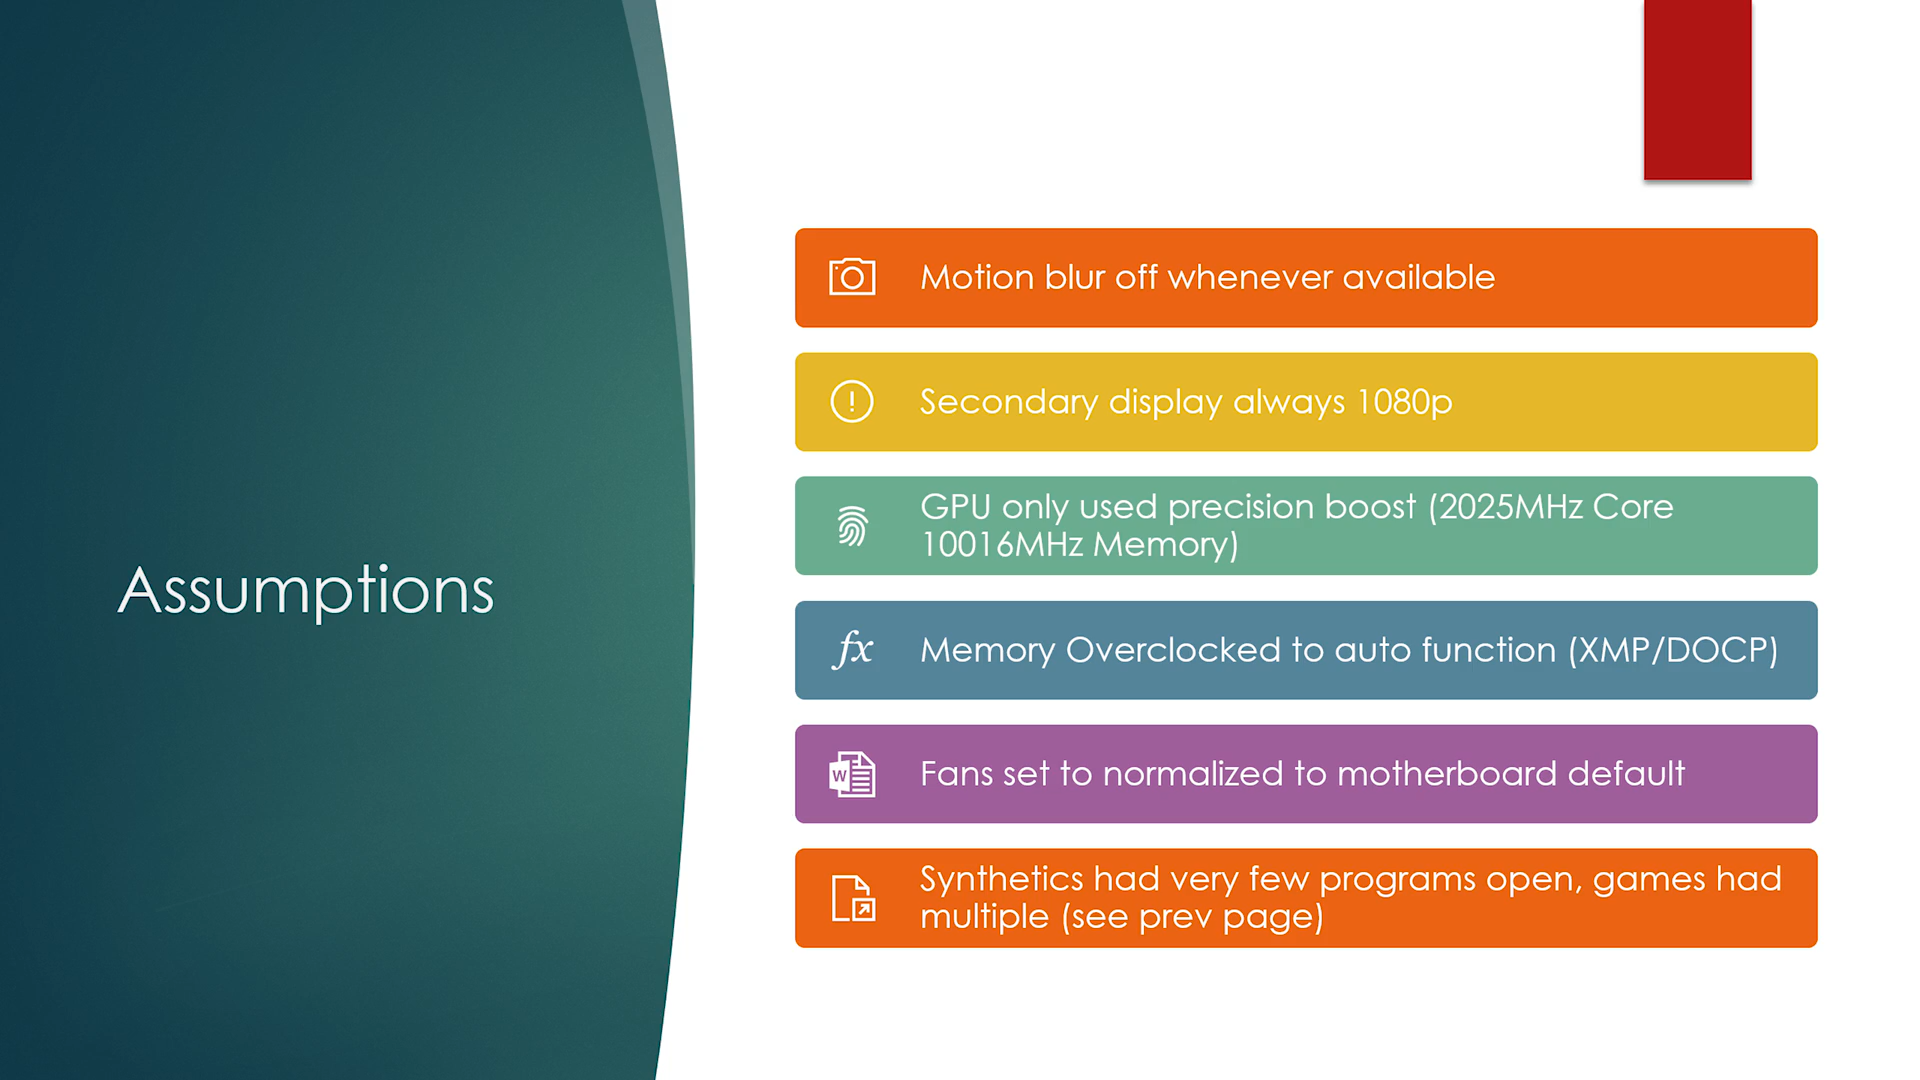 Assumptions
Motion blur off whenever available
Secondary display always 1080p
GPU only used precision boost (2025MHz Core
10016MHz Memory)
fx Memory Overclocked to auto function (XMP/DOCP)
W Fans set to normalized to motherboard default
Synthetics had very few programs open, games had
multiple (see prev page)